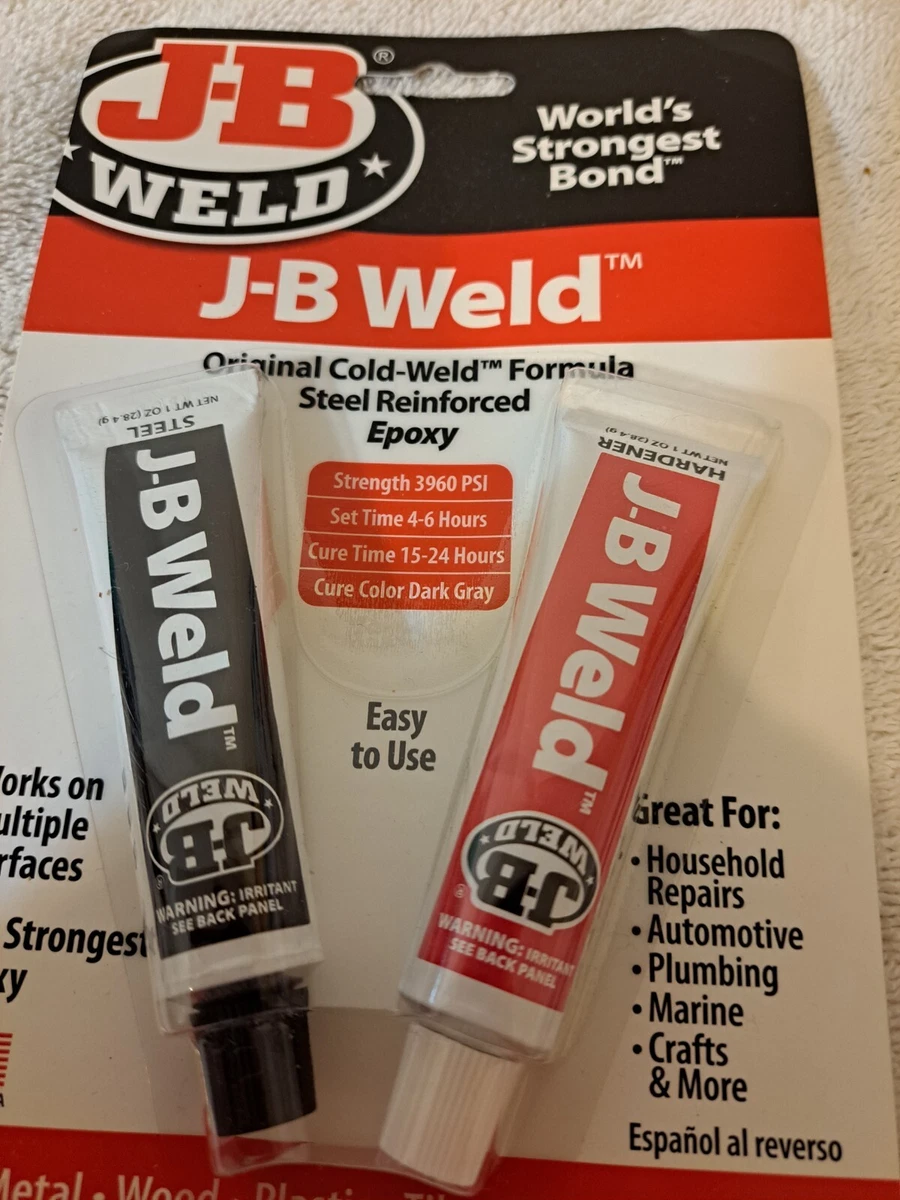 J-B
WELD
®
World's
Strongest
Bond™
J-B Weld™
Original Cold-Weld™ Formula
Steel Reinforced
Epoxy
Strength 3960 PSI
Set Time 4-6 Hours
Cure Time 15-24 Hours
Cure Color Dark Gray
Easy
to Use
NET WT 1 OZ (28.4 g)
STEEL
J-B Weld™
J-B
WELD
®
WARNING: IRRITANT
SEE BACK PANEL
NET WT 1 OZ (28.4 g)
HARDENER
J-B Weld™
J-B
WELD
®
WARNING: IRRITANT
SEE BACK PANEL
orks on
ultiple
rfaces
Strongest
xy
Great For:
• Household
Repairs
• Automotive
• Plumbing
• Marine
• Crafts
& More
Español al reverso
Metal • Wood • Plastic • Til